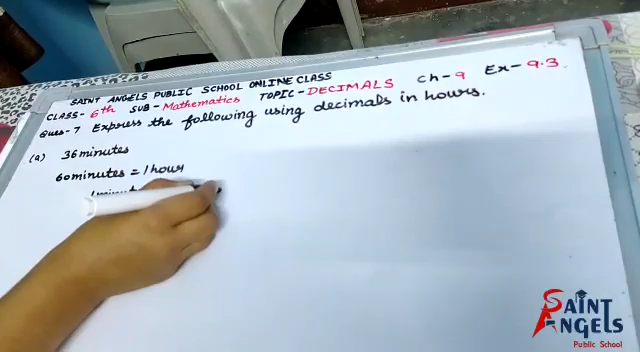 SAINT ANGELS PUBLIC SCHOOL ONLINE CLASS
CLASS- 6th SUB- Mathematics TOPIC- DECIMALS Ch-9 Ex-9.3
Ques-7 Express the following using decimals in hours.
(a) 36 minutes
60 minutes = 1 hour
SAINT
ANGELS
Public School